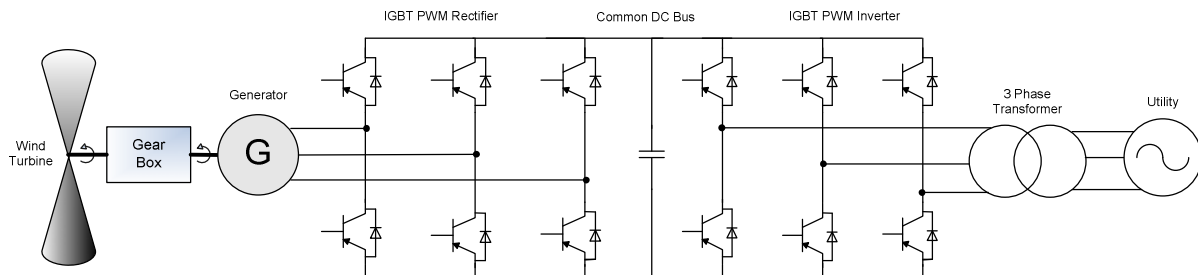 IGBT PWM Rectifier
Common DC Bus
IGBT PWM Inverter
Generator
3 Phase
Transformer
Utility
Wind
Turbine
Gear
Box
G